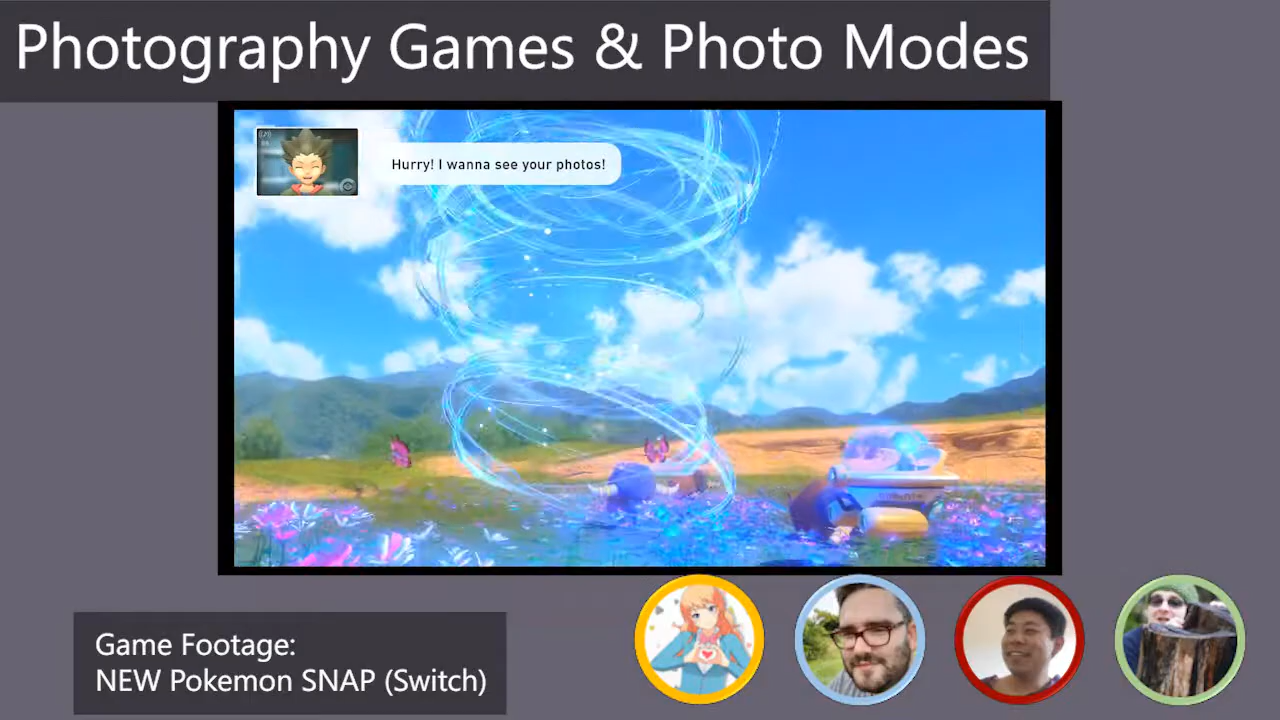 Photography Games & Photo Modes
Hurry! I wanna see your photos!
Game Footage:
NEW Pokemon SNAP (Switch)